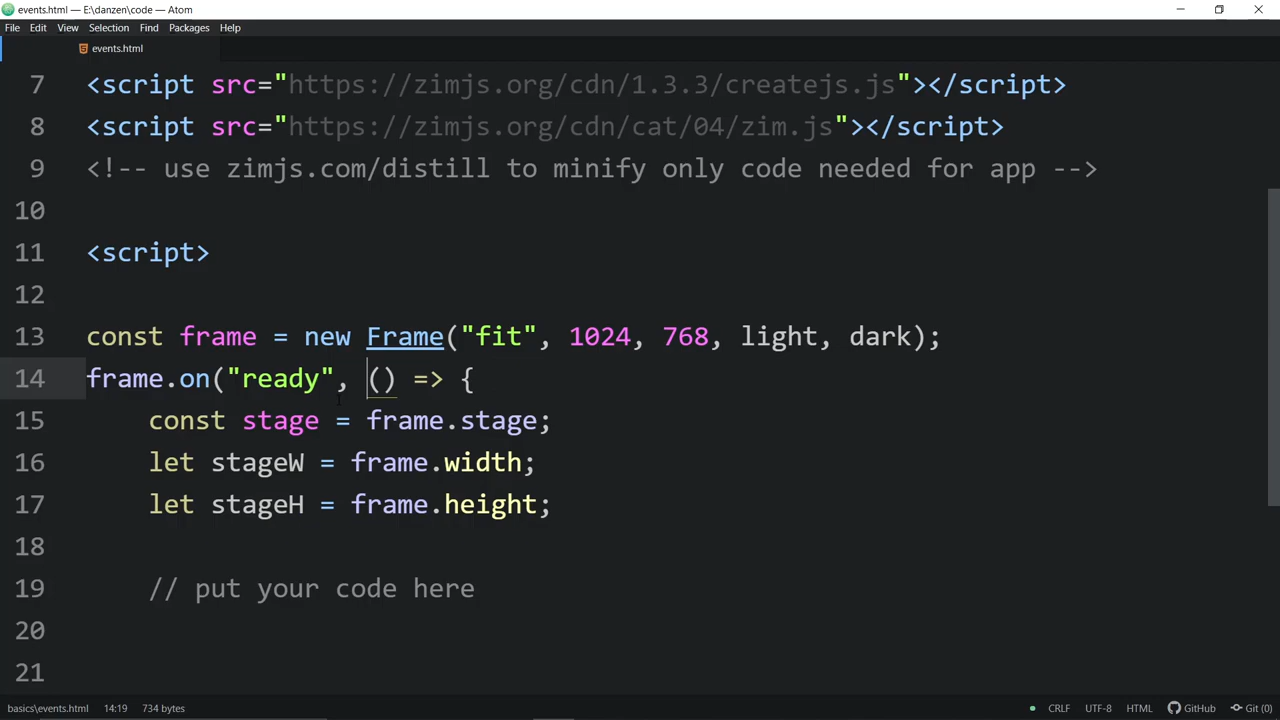 events.html — E:\danzen\code — Atom
File Edit View Selection Find Packages Help
events.html
7 <script src="https://zimjs.org/cdn/1.3.3/createjs.js"></script>
8 <script src="https://zimjs.org/cdn/cat/04/zim.js"></script>
9 <!-- use zimjs.com/distill to minify only code needed for app -->
10
11 <script>
12
13 const frame = new Frame("fit", 1024, 768, light, dark);
14 frame.on("ready", () => {
15     const stage = frame.stage;
16     let stageW = frame.width;
17     let stageH = frame.height;
18
19     // put your code here
20
21
basics\events.html 14:19 734 bytes CRLF UTF-8 HTML GitHub Git (0)